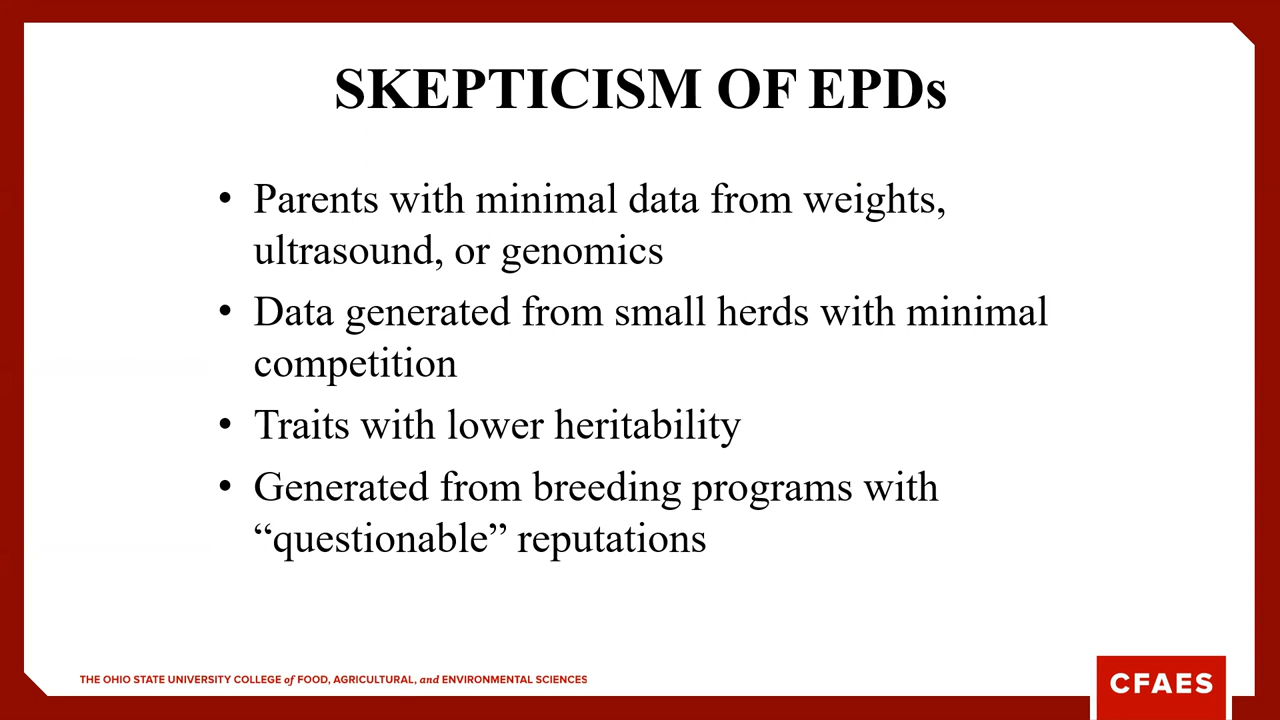 SKEPTICISM OF EPDs
• Parents with minimal data from weights,
ultrasound, or genomics
• Data generated from small herds with minimal
competition
• Traits with lower heritability
• Generated from breeding programs with
“questionable” reputations
THE OHIO STATE UNIVERSITY COLLEGE of FOOD, AGRICULTURAL, and ENVIRONMENTAL SCIENCES
CFAES